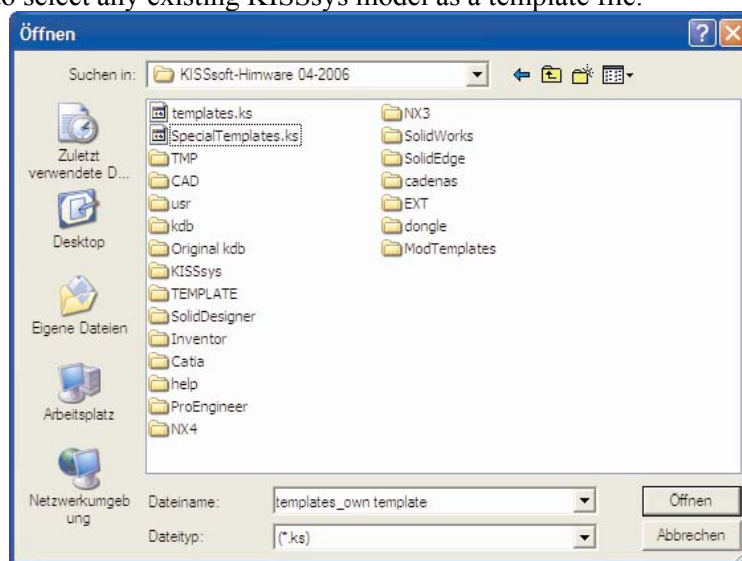 to select any existing KISSsys model as a template file.
Öffnen
Suchen in:
KISSsoft-Hirnware 04-2006
templates.ks
SpecialTemplates.ks
TMP
CAD
usr
kdb
Original kdb
KISSsys
TEMPLATE
SolidDesigner
Inventor
Catia
help
ProEngineer
NX4
NX3
SolidWorks
SolidEdge
cadenas
EXT
dongle
ModTemplates
Zuletzt
verwendete D...
Desktop
Eigene Dateien
Arbeitsplatz
Netzwerkumgeb
ung
Dateiname:
templates_own template
Öffnen
Dateityp:
(*.ks)
Abbrechen